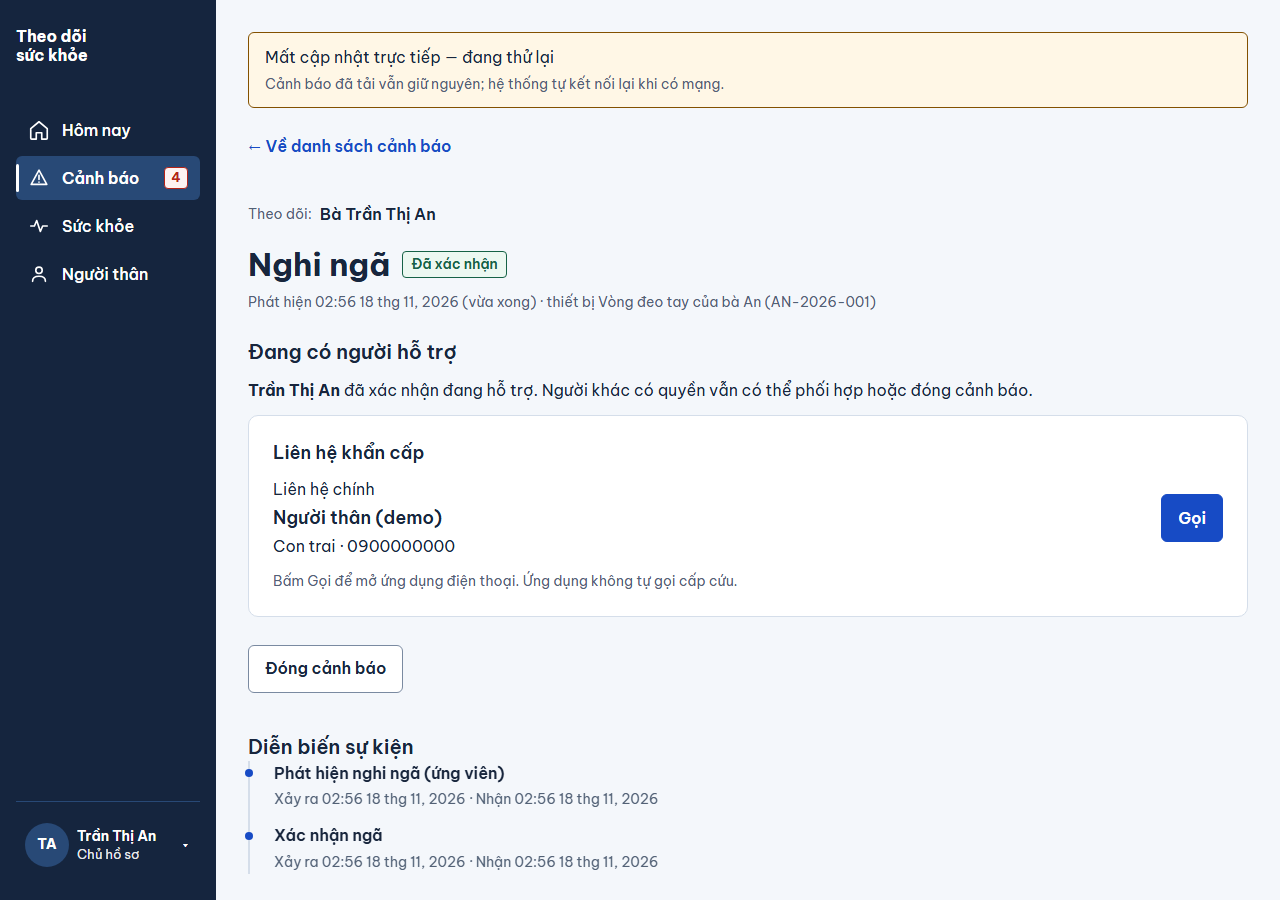 Theo dõi
sức khỏe
Hôm nay
Cảnh báo 4
Sức khỏe
Người thân
TA
Trần Thị An
Chủ hồ sơ
Mất cập nhật trực tiếp — đang thử lại
Cảnh báo đã tải vẫn giữ nguyên; hệ thống tự kết nối lại khi có mạng.
← Về danh sách cảnh báo
Theo dõi: Bà Trần Thị An
Nghi ngã Đã xác nhận
Phát hiện 02:56 18 thg 11, 2026 (vừa xong) · thiết bị Vòng đeo tay của bà An (AN-2026-001)
Đang có người hỗ trợ
Trần Thị An đã xác nhận đang hỗ trợ. Người khác có quyền vẫn có thể phối hợp hoặc đóng cảnh báo.
Liên hệ khẩn cấp
Liên hệ chính
Người thân (demo)
Con trai · 0900000000
Gọi
Bấm Gọi để mở ứng dụng điện thoại. Ứng dụng không tự gọi cấp cứu.
Đóng cảnh báo
Diễn biến sự kiện
Phát hiện nghi ngã (ứng viên)
Xảy ra 02:56 18 thg 11, 2026 · Nhận 02:56 18 thg 11, 2026
Xác nhận ngã
Xảy ra 02:56 18 thg 11, 2026 · Nhận 02:56 18 thg 11, 2026